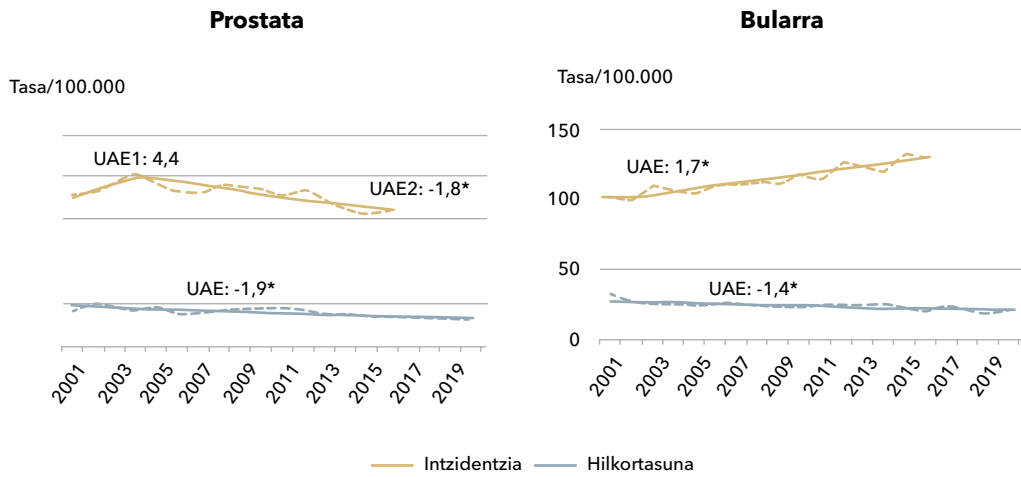 Prostata
Tasa/100.000
UAE1: 4,4
UAE2: -1,8*
UAE: -1,9*
2001 2003 2005 2007 2009 2011 2013 2015 2017 2019
Bularra
Tasa/100.000
150
UAE: 1,7*
100
50
UAE: -1,4*
0
2001 2003 2005 2007 2009 2011 2013 2015 2017 2019
Intzidentzia Hilkortasuna